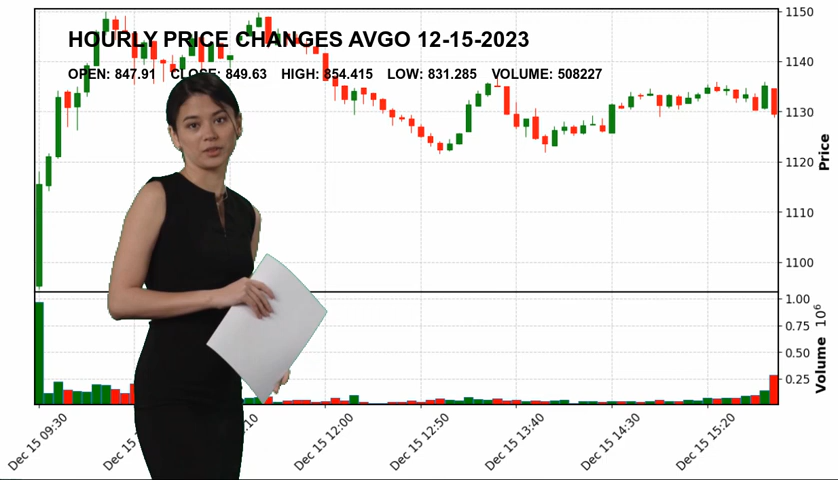 HOURLY PRICE CHANGES AVGO 12-15-2023
OPEN: 847.91 CLOSE: 849.63 HIGH: 854.415 LOW: 831.285 VOLUME: 508227
1150
1140
1130
1120
1110
1100
Price
1.00
0.75
0.50
0.25
Volume 10⁶
Dec 15 09:30
Dec 15 12:00
Dec 15 12:50
Dec 15 13:40
Dec 15 14:30
Dec 15 15:20